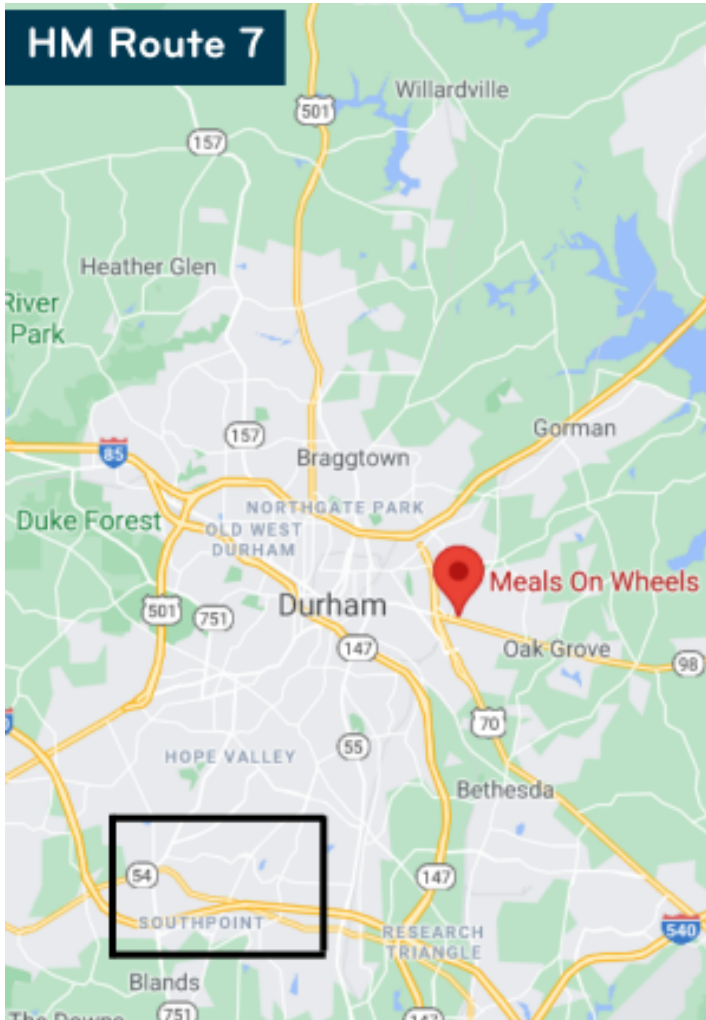 HM Route 7
Willardville
501
157
Heather Glen
River
Park
157
Gorman
85
Braggtown
NORTHGATE PARK
Duke Forest
OLD WEST
DURHAM
Meals On Wheels
Durham
501
751
147
Oak Grove
98
70
55
HOPE VALLEY
Bethesda
54
147
SOUTHPOINT
RESEARCH
TRIANGLE
540
Blands
751
147